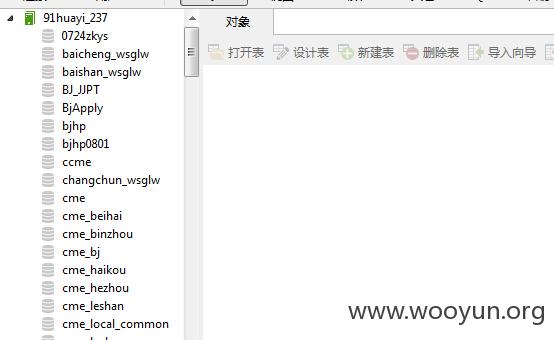 91huayi_237
0724zkys
baicheng_wsglw
baishan_wsglw
BJ_JJPT
BjApply
bjhp
bjhp0801
ccme
changchun_wsglw
cme
cme_beihai
cme_binzhou
cme_bj
cme_haikou
cme_hezhou
cme_leshan
cme_local_common
对象
打开表 设计表 新建表 删除表 导入向导
www.wooyun.org